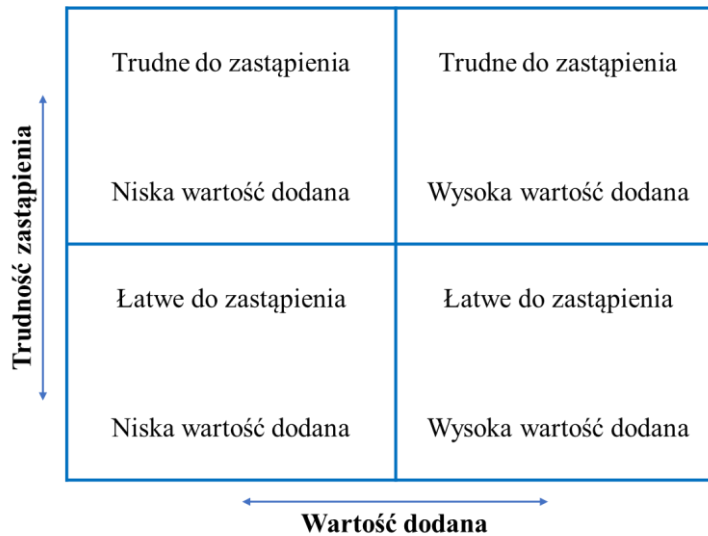 Trudność zastąpienia
Trudne do zastąpienia
Niska wartość dodana
Trudne do zastąpienia
Wysoka wartość dodana
Łatwe do zastąpienia
Niska wartość dodana
Łatwe do zastąpienia
Wysoka wartość dodana
Wartość dodana